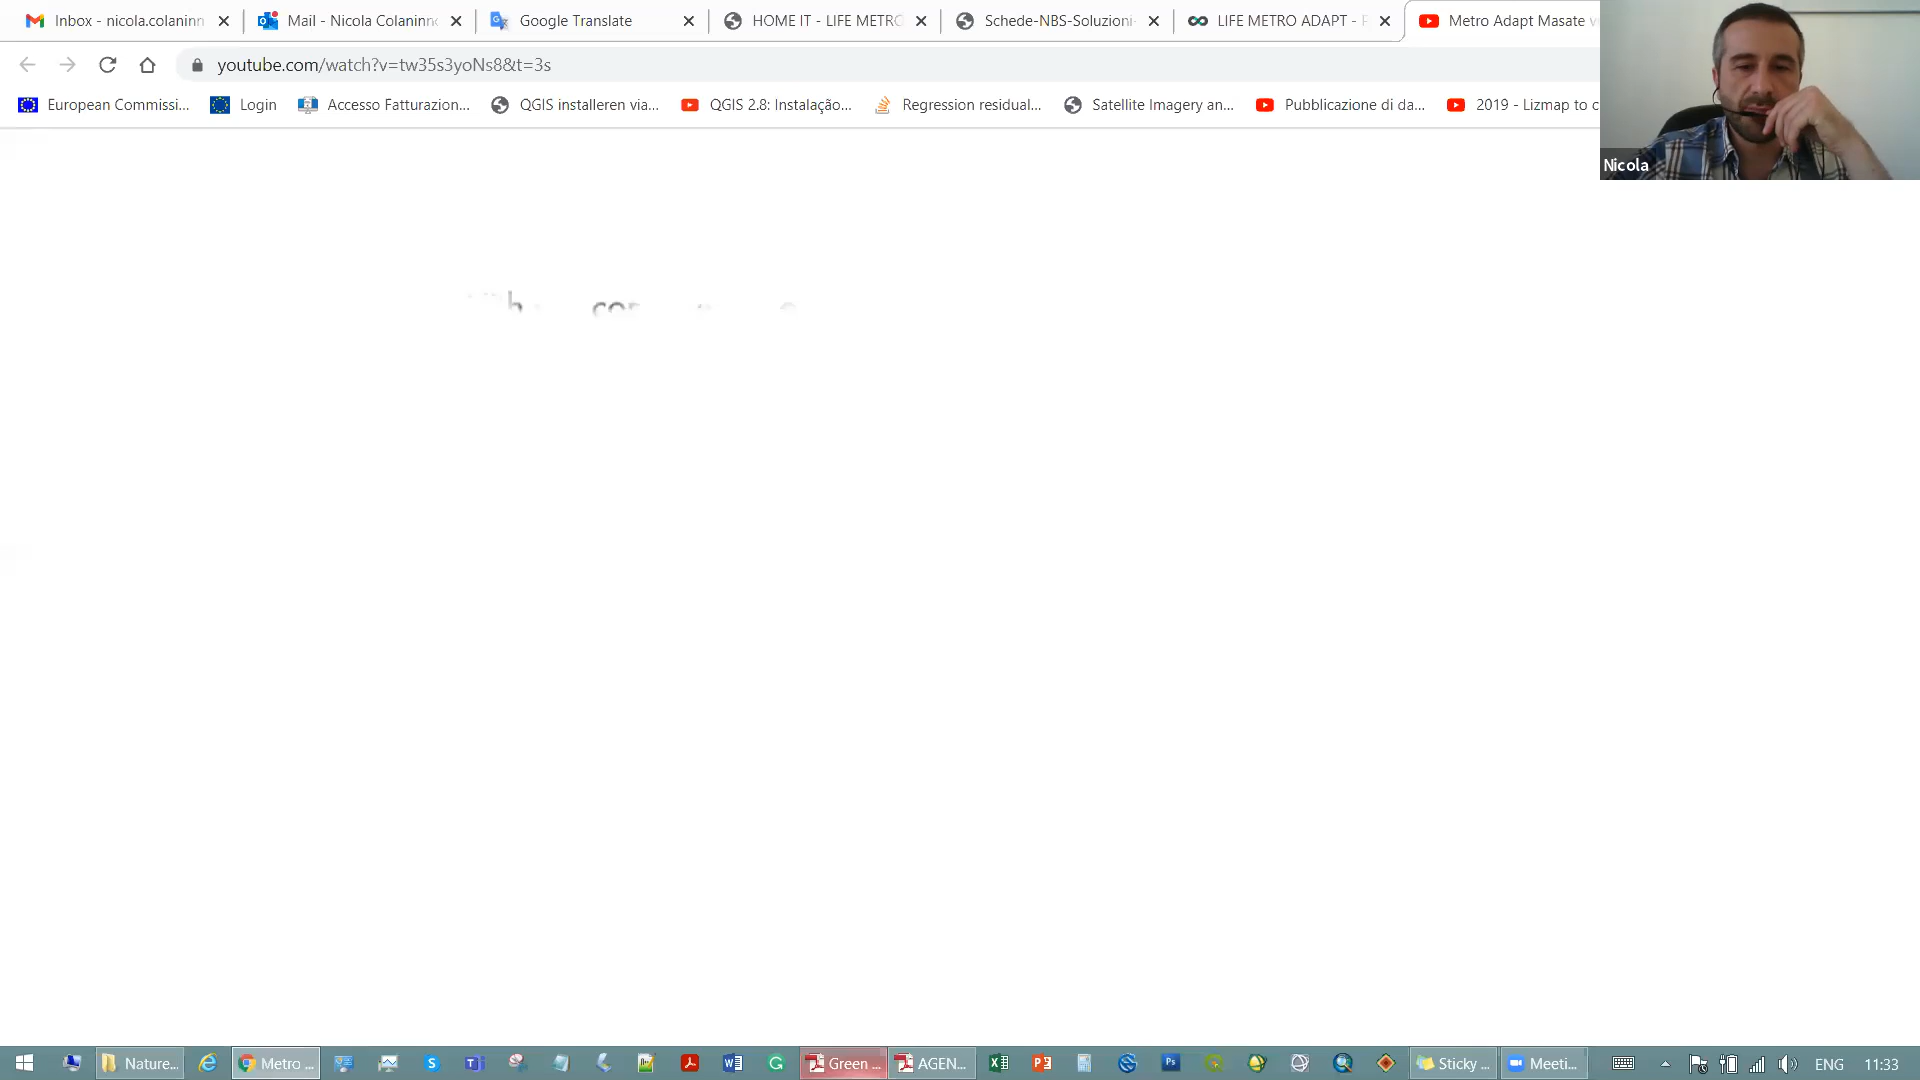 Inbox - nicola.colaninn
Mail - Nicola Colaninno
Google Translate
HOME IT - LIFE METRO
Schede-NBS-Soluzioni-
LIFE METRO ADAPT - F
Metro Adapt Masate
youtube.com/watch?v=tw35s3yoNs8&t=3s
European Commissi...
Login
Accesso Fatturazion...
QGIS installeren via...
QGIS 2.8: Instalação...
Regression residual...
Satellite Imagery an...
Pubblicazione di da...
2019 - Lizmap to c
Nicola
Nature...
Metro ...
Green ...
AGEN...
Sticky ...
Meeti...
ENG
11:33